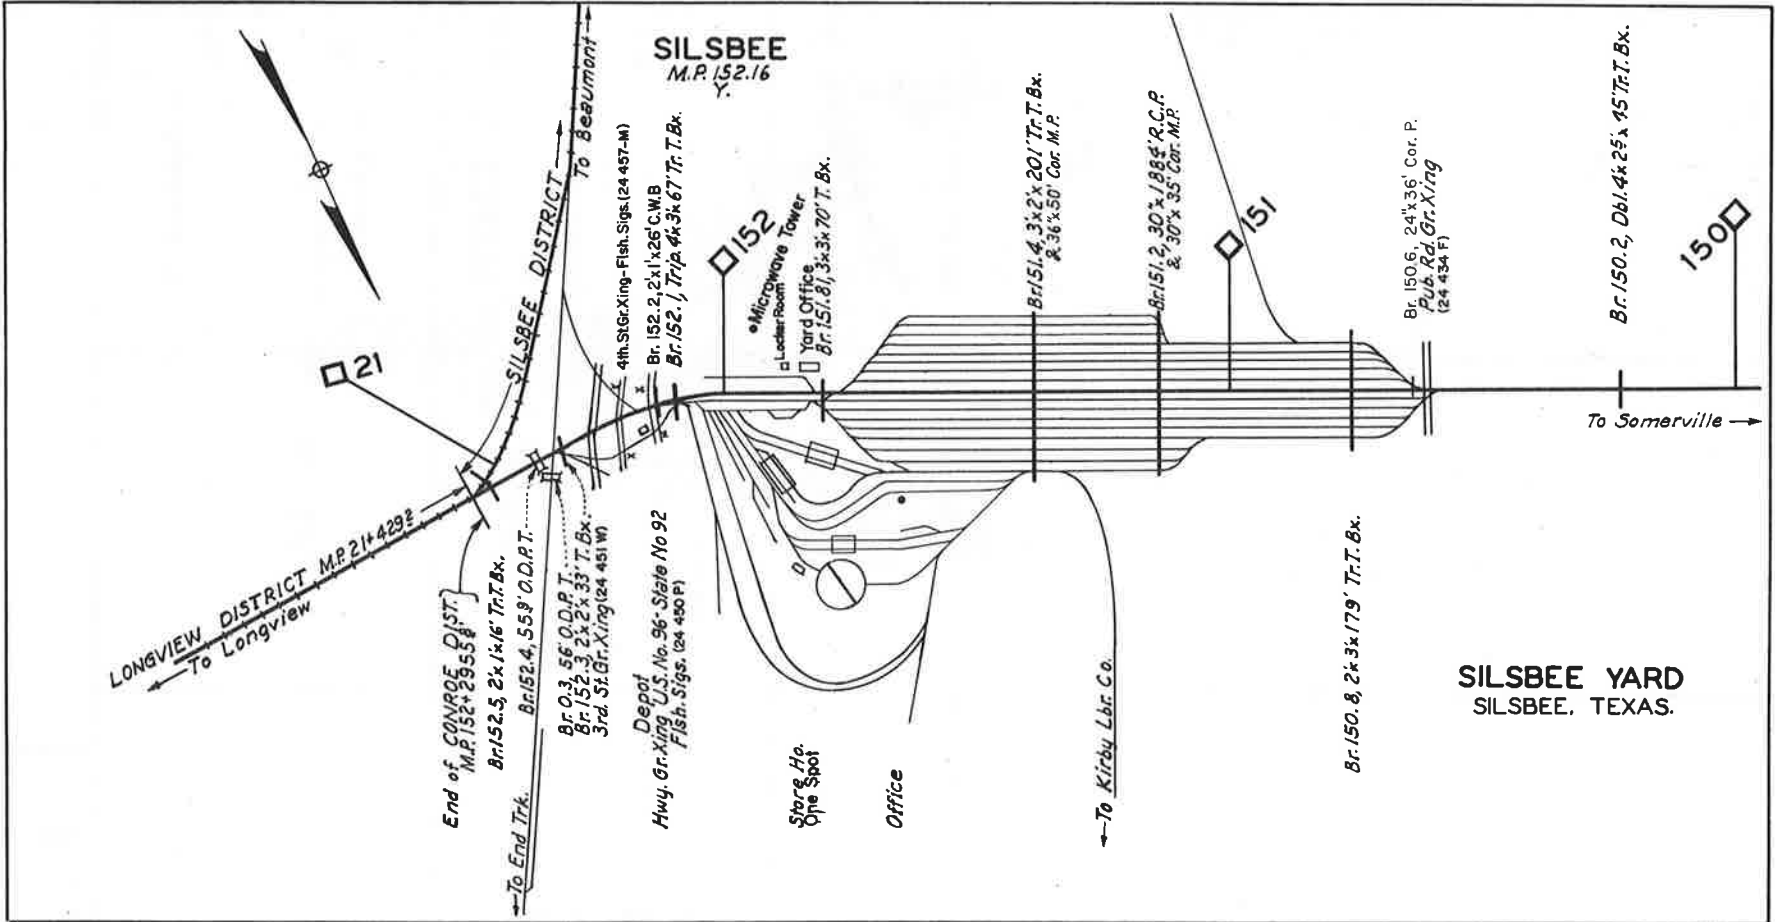 SILSBEE
M.P. 152.16
Y.
To Beaumont
SILSBEE DISTRICT
4th. St. Gr. Xing - Flsh. Sigs. (24 457-M)
Br. 152.2, 2'x1'x26' C.W.B
Br. 152.1, Trip. 4'x3'x67' Tr. T. Bx.
152
Microwave Tower
Locker Room
Yard Office
Br. 151.81, 3'x3'x70' T. Bx.
Br. 151.4, 3'x2'x201' Tr. T. Bx.
& 36"x50' Cor. M.P.
Br. 151.2, 30"x188⁴' R.C.P.
& 30"x35' Cor. M.P.
151
Br. 150.6, 24"x36' Cor. P.
Pub. Rd. Gr. Xing
(24 434 F)
Br. 150.2, Dbl. 4'x2⁵'x45' Tr. T. Bx.
150
To Somerville
21
LONGVIEW DISTRICT M.P. 21+429²
To Longview
End of CONROE DIST.
M.P. 152+2955⁸'
Br. 152.5, 2'x1'x16' Tr. T. Bx.
Br. 152.4, 55⁹' O.D.P.T.
To End Trk.
Br. 0.3, 56' O.D.P.T.
Br. 152.3, 2'x2'x33' T. Bx.
3rd. St. Gr. Xing (24 451 W)
Depot
Hwy. Gr. Xing U.S. No. 96 - State No 92
Flsh. Sigs. (24 450 P)
Store Ho.
One Spot
Office
To Kirby Lbr. Co.
Br. 150.8, 2'x3'x179' Tr. T. Bx.
SILSBEE YARD
SILSBEE, TEXAS.